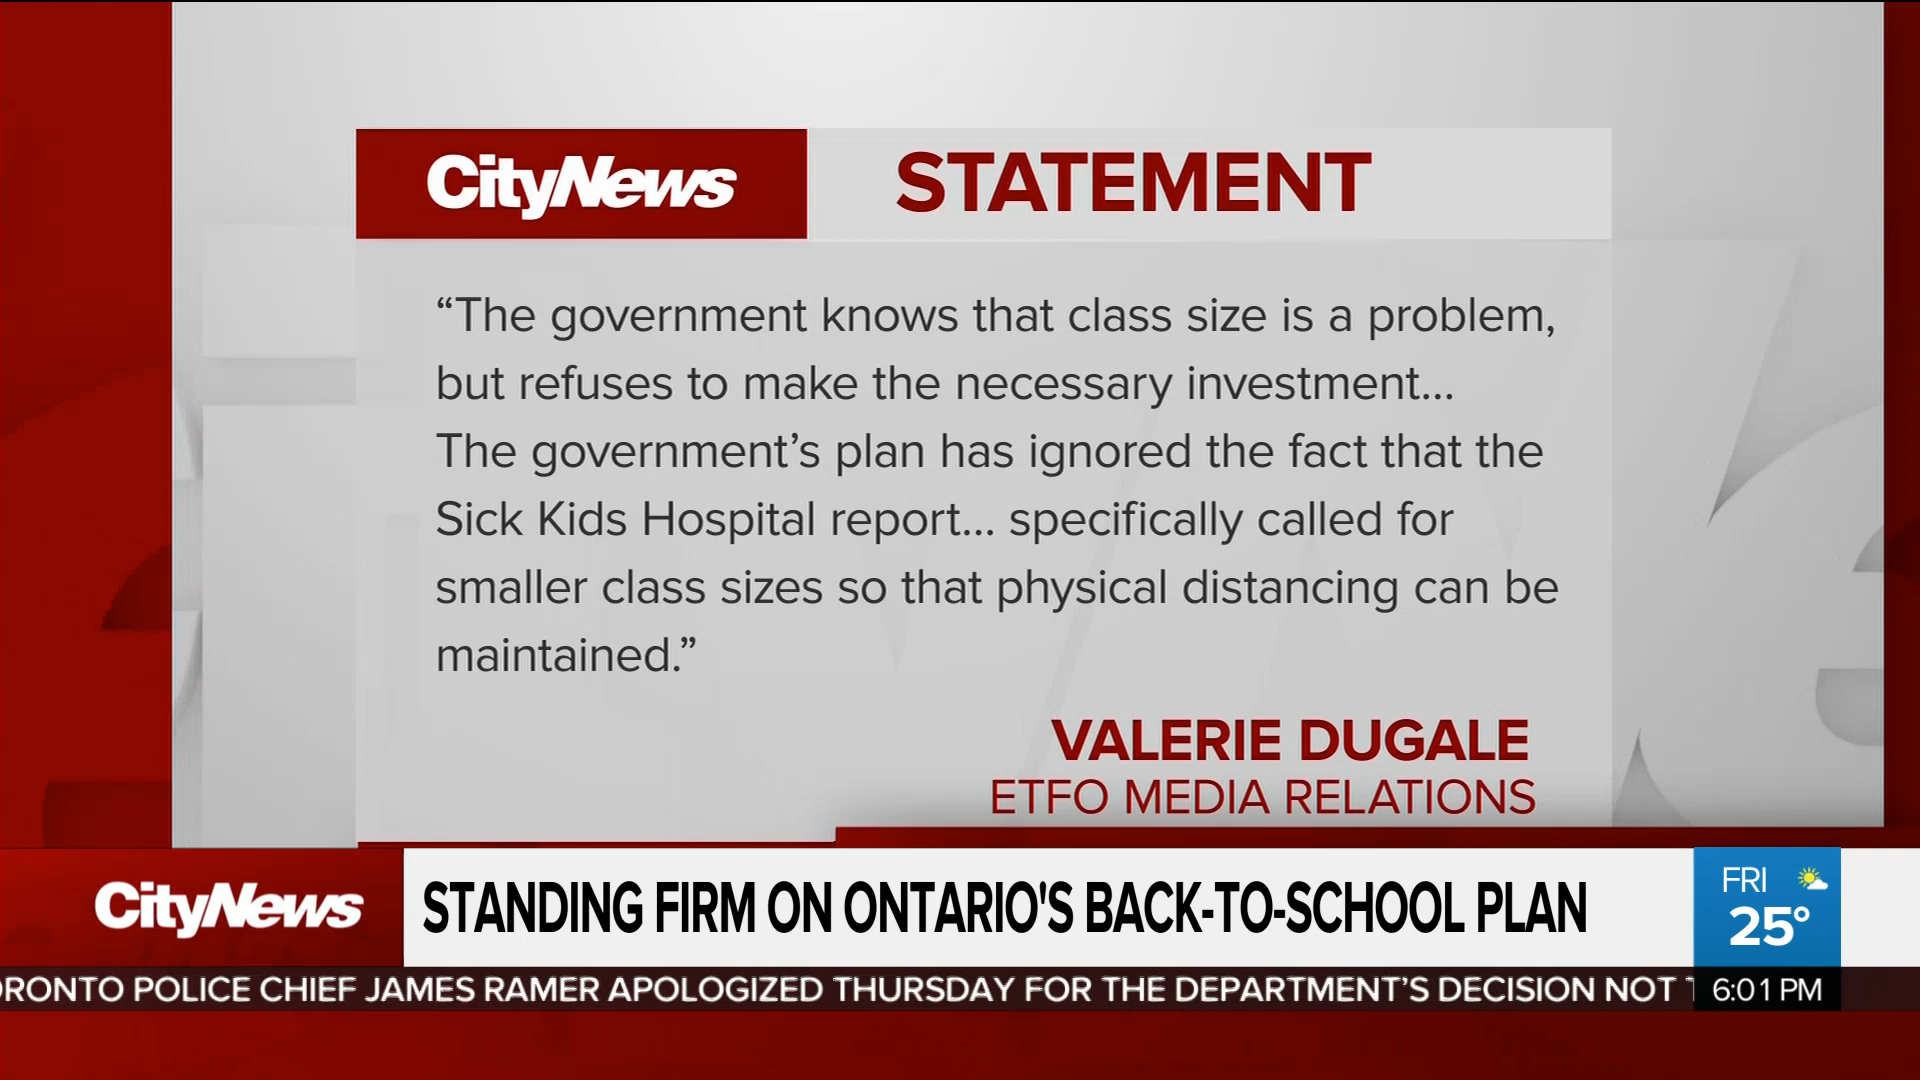 CityNews STATEMENT
“The government knows that class size is a problem,
but refuses to make the necessary investment...
The government’s plan has ignored the fact that the
Sick Kids Hospital report... specifically called for
smaller class sizes so that physical distancing can be
maintained.”
VALERIE DUGALE
ETFO MEDIA RELATIONS
CityNews STANDING FIRM ON ONTARIO'S BACK-TO-SCHOOL PLAN
FRI
25°
RONTO POLICE CHIEF JAMES RAMER APOLOGIZED THURSDAY FOR THE DEPARTMENT’S DECISION NOT
6:01 PM